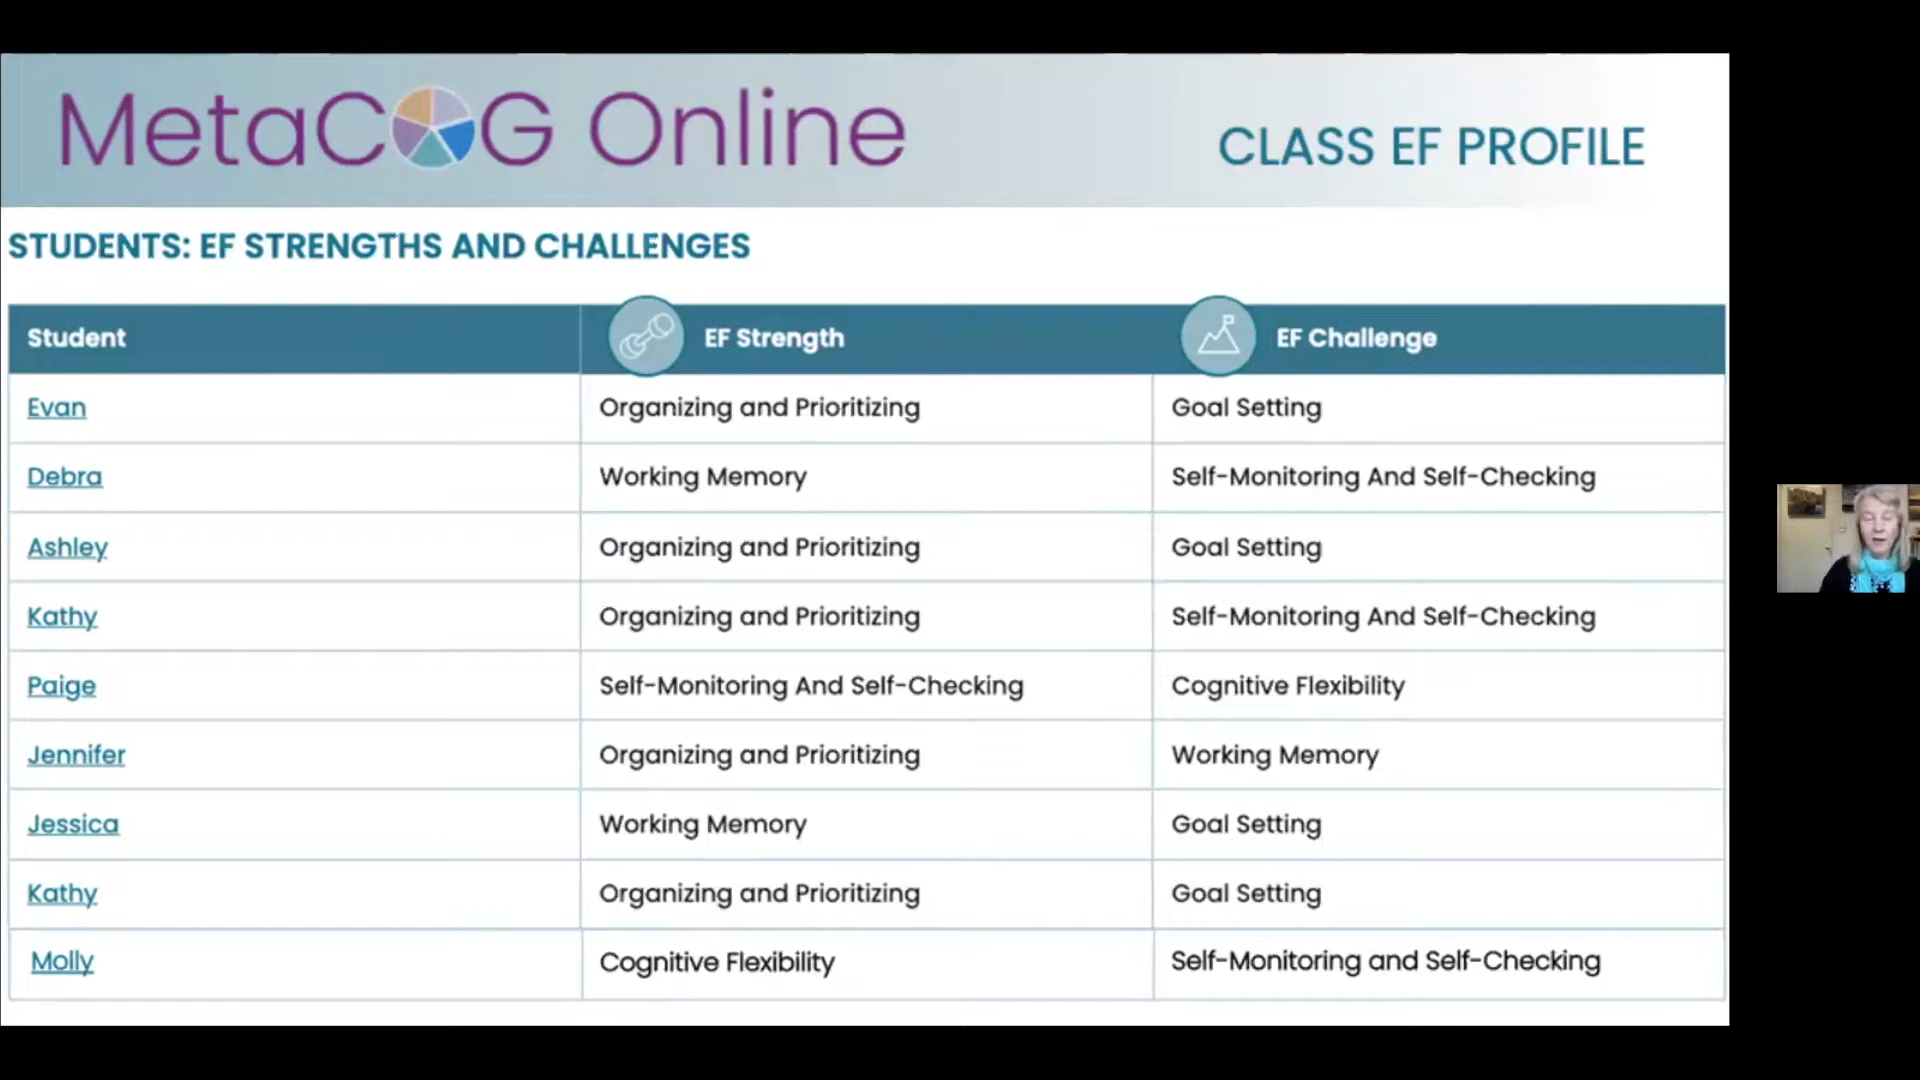 MetaCOG Online
CLASS EF PROFILE
STUDENTS: EF STRENGTHS AND CHALLENGES
Student EF Strength EF Challenge
Evan Organizing and Prioritizing Goal Setting
Debra Working Memory Self-Monitoring And Self-Checking
Ashley Organizing and Prioritizing Goal Setting
Kathy Organizing and Prioritizing Self-Monitoring And Self-Checking
Paige Self-Monitoring And Self-Checking Cognitive Flexibility
Jennifer Organizing and Prioritizing Working Memory
Jessica Working Memory Goal Setting
Kathy Organizing and Prioritizing Goal Setting
Molly Cognitive Flexibility Self-Monitoring and Self-Checking